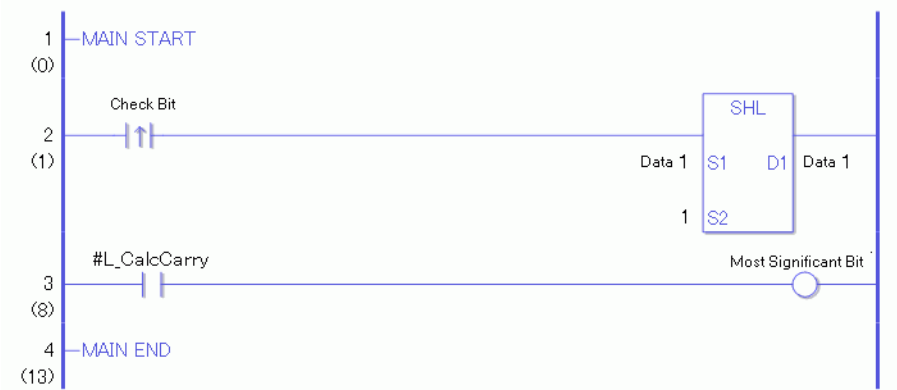 1 MAIN START
(0)
Check Bit
SHL
2
(1)
Data 1 S1 D1 Data 1
1 S2
#L_CalcCarry Most Significant Bit
3
(8)
4 MAIN END
(13)